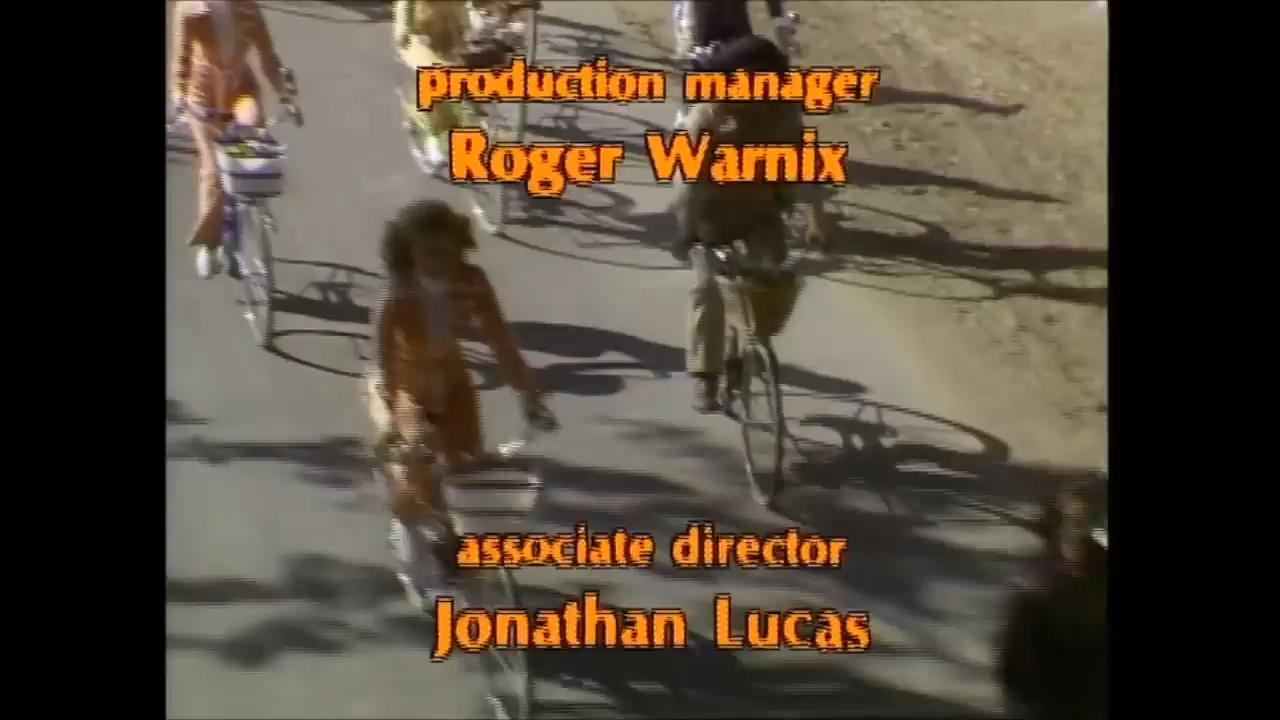 production manager
Roger Warnix
associate director
Jonathan Lucas